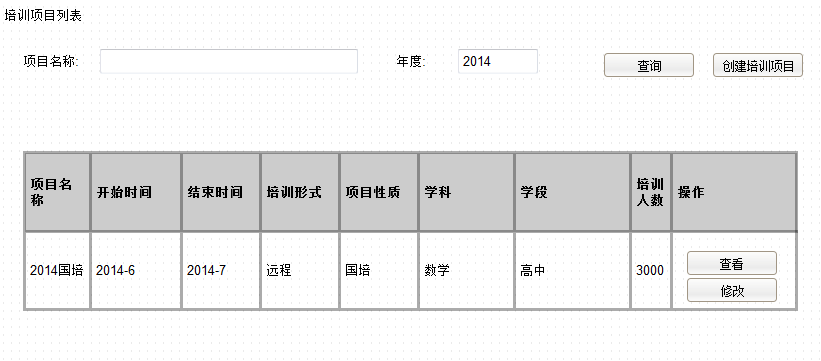 培训项目列表
项目名称: 年度: 2014 查询 创建培训项目
项目名称 开始时间 结束时间 培训形式 项目性质 学科 学段 培训人数 操作
2014国培 2014-6 2014-7 远程 国培 数学 高中 3000 查看
修改